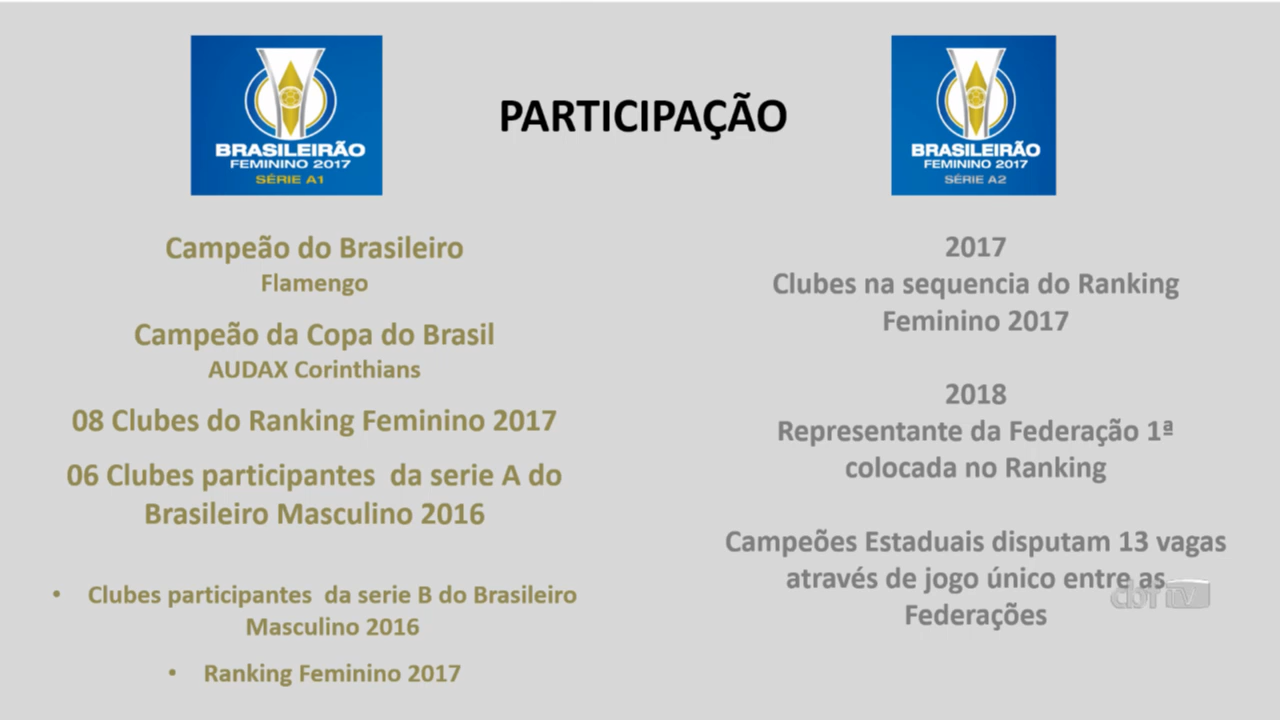 BRASILEIRÃO
FEMININO 2017
SÉRIE A1
PARTICIPAÇÃO
BRASILEIRÃO
FEMININO 2017
SÉRIE A2
Campeão do Brasileiro
Flamengo
Campeão da Copa do Brasil
AUDAX Corinthians
08 Clubes do Ranking Feminino 2017
06 Clubes participantes da serie A do
Brasileiro Masculino 2016
• Clubes participantes da serie B do Brasileiro
Masculino 2016
• Ranking Feminino 2017
2017
Clubes na sequencia do Ranking
Feminino 2017
2018
Representante da Federação 1ª
colocada no Ranking
Campeões Estaduais disputam 13 vagas
através de jogo único entre as
Federações
cbf tv